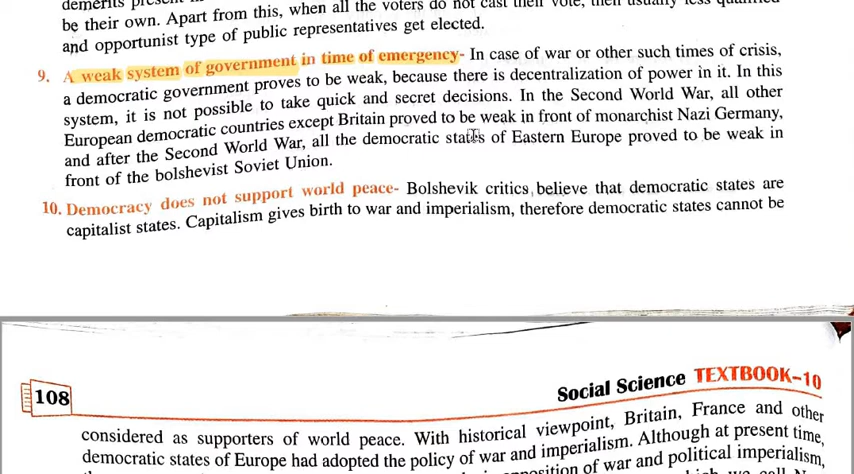 demerits
be their own. Apart from this, when all the voters do not cast their vote, then usually less qualified
and opportunist type of public representatives get elected.
9. A weak system of government in time of emergency- In case of war or other such times of crisis,
a democratic government proves to be weak, because there is decentralization of power in it. In this
system, it is not possible to take quick and secret decisions. In the Second World War, all other
European democratic countries except Britain proved to be weak in front of monarchist Nazi Germany,
and after the Second World War, all the democratic states of Eastern Europe proved to be weak in
front of the bolshevist Soviet Union.
10. Democracy does not support world peace- Bolshevik critics believe that democratic states are
capitalist states. Capitalism gives birth to war and imperialism, therefore democratic states cannot be
108
Social Science TEXTBOOK-10
considered as supporters of world peace. With historical viewpoint, Britain, France and other
democratic states of Europe had adopted the policy of war and imperialism. Although at present time,
of war and political imperialism,